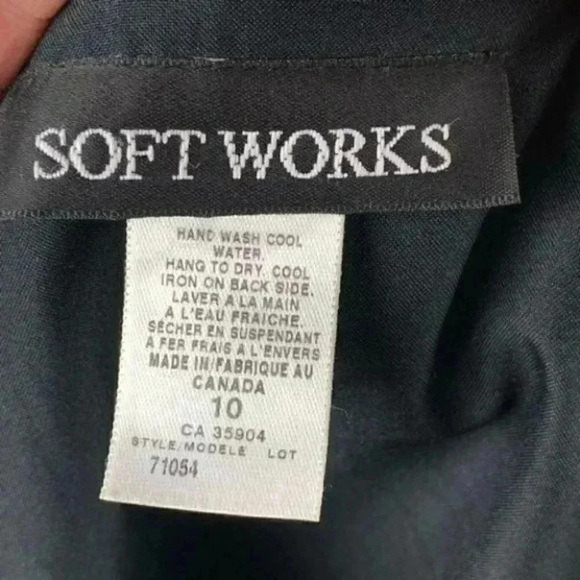 SOFT WORKS
HAND WASH COOL
WATER.
HANG TO DRY. COOL
IRON ON BACK SIDE.
LAVER A LA MAIN
A L'EAU FRAICHE.
SÉCHER EN SUSPENDANT
A FER FRAIS A L'ENVERS
MADE IN/FABRIQUE AU
CANADA
10
CA 35904
STYLE/MODELE LOT
71054